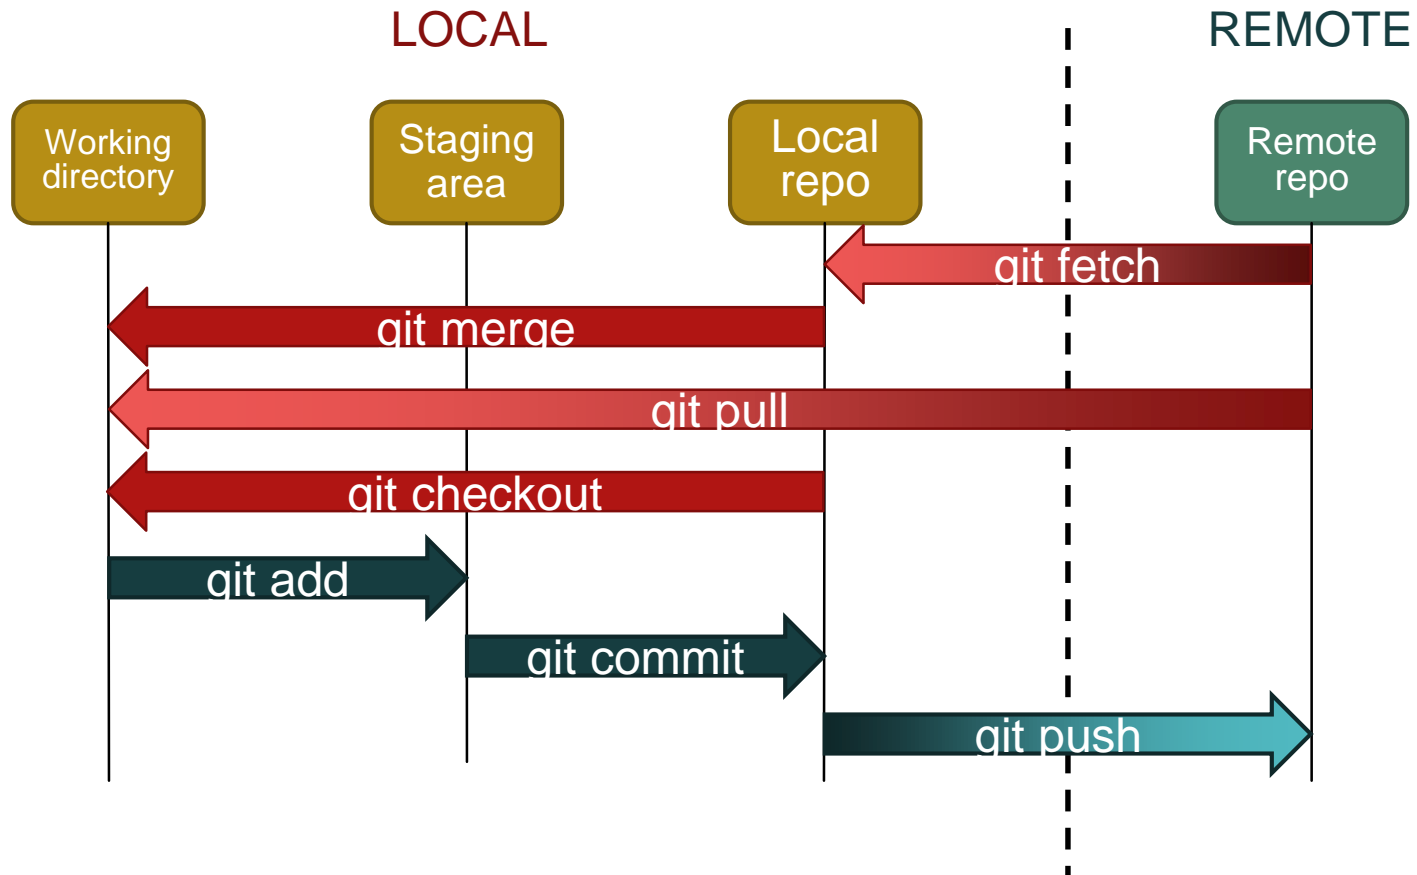 LOCAL
REMOTE
Working
directory
Staging
area
Local
repo
Remote
repo
git fetch
git merge
git pull
git checkout
git add
git commit
git push